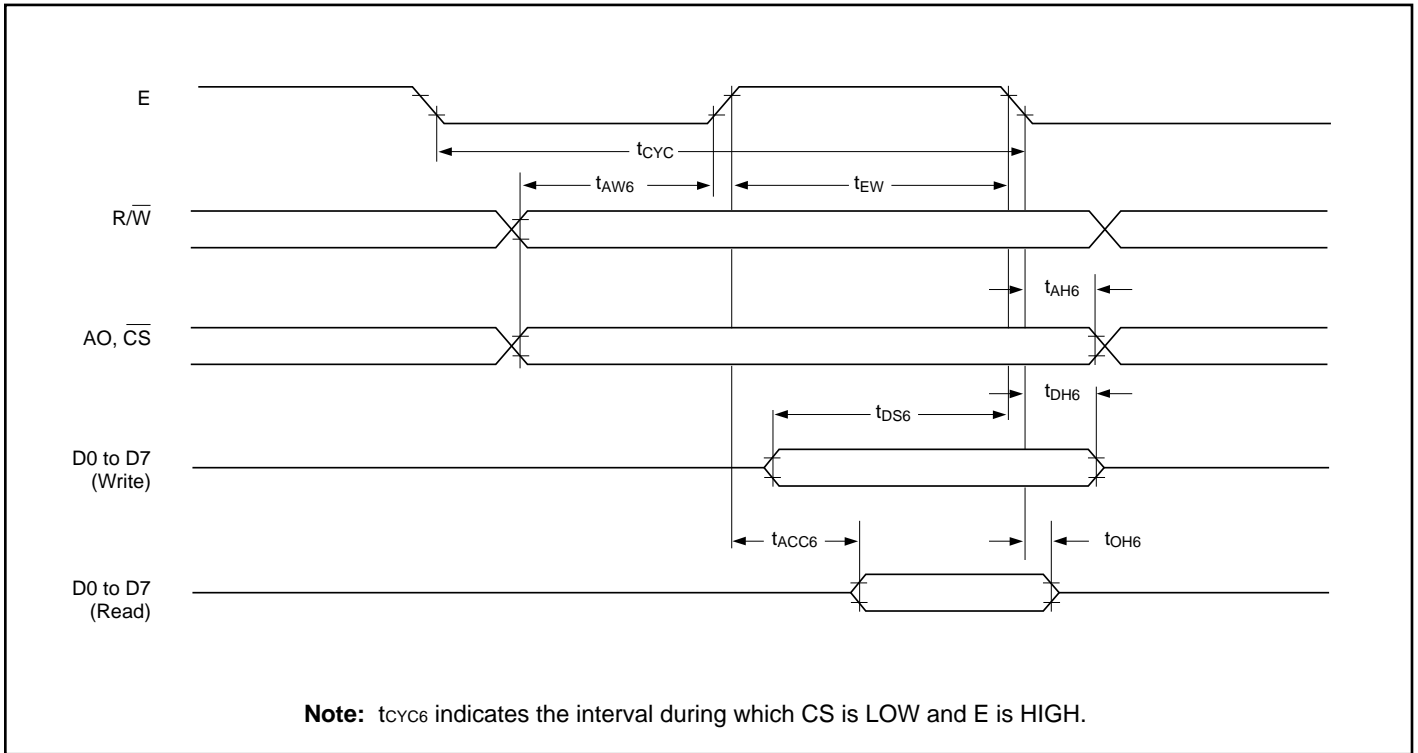 E
tCYC
tAW6
tEW
R/W̅
tAH6
AO, C̅S̅
tDH6
tDS6
D0 to D7
(Write)
tACC6
tOH6
D0 to D7
(Read)
Note: tCYC6 indicates the interval during which CS is LOW and E is HIGH.